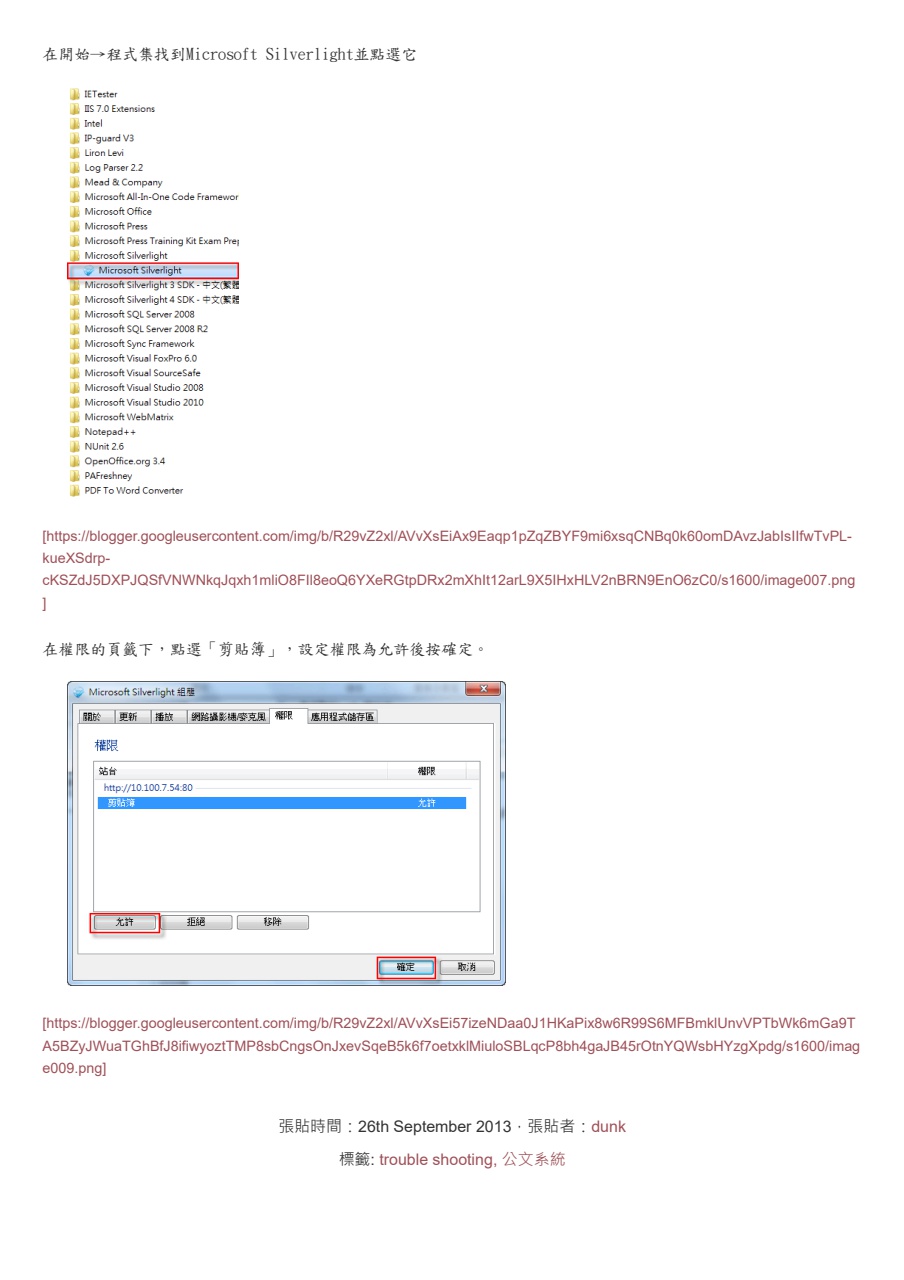 在開始→程式集找到Microsoft Silverlight並點選它
IETester
IIS 7.0 Extensions
Intel
IP-guard V3
Liron Levi
Log Parser 2.2
Mead & Company
Microsoft All-In-One Code Framewor
Microsoft Office
Microsoft Press
Microsoft Press Training Kit Exam Prep
Microsoft Silverlight
Microsoft Silverlight
Microsoft Silverlight 3 SDK - 中文(繁體
Microsoft Silverlight 4 SDK - 中文(繁體
Microsoft SQL Server 2008
Microsoft SQL Server 2008 R2
Microsoft Sync Framework
Microsoft Visual FoxPro 6.0
Microsoft Visual SourceSafe
Microsoft Visual Studio 2008
Microsoft Visual Studio 2010
Microsoft WebMatrix
Notepad++
NUnit 2.6
OpenOffice.org 3.4
PAFreshney
PDF To Word Converter
[https://blogger.googleusercontent.com/img/b/R29vZ2xl/AVvXsEiAx9Eaqp1pZqZBYF9mi6xsqCNBq0k60omDAvzJabIsIIfwTvPL-
kueXSdrp-
cKSZdJ5DXPJQSfVNWNkqJqxh1mliO8FIl8eoQ6YXeRGtpDRx2mXhIt12arL9X5IHxHLV2nBRN9EnO6zC0/s1600/image007.png
]
在權限的頁籤下，點選「剪貼簿」，設定權限為允許後按確定。
Microsoft Silverlight 組態
關於 更新 播放 網路攝影機/麥克風 權限 應用程式儲存區
權限
站台 權限
http://10.100.7.54:80
剪貼簿 允許
允許 拒絕 移除
確定 取消
[https://blogger.googleusercontent.com/img/b/R29vZ2xl/AVvXsEi57izeNDaa0J1HKaPix8w6R99S6MFBmklUnvVPTbWk6mGa9T
A5BZyJWuaTGhBfJ8ifiwyoztTMP8sbCngsOnJxevSqeB5k6f7oetxklMiuloSBLqcP8bh4gaJB45rOtnYQWsbHYzgXpdg/s1600/imag
e009.png]
張貼時間：26th September 2013，張貼者：dunk
標籤: trouble shooting, 公文系統